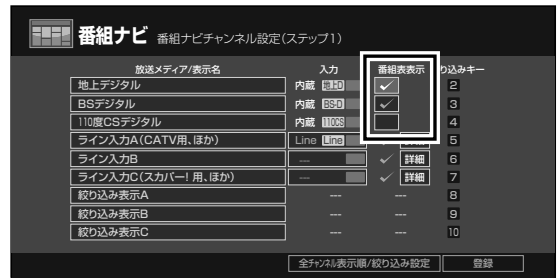 番組ナビ 番組ナビチャンネル設定(ステップ1)
放送メディア/表示名 入力 番組表表示 り込みキー
地上デジタル 内蔵 地上D 2
BSデジタル 内蔵 BS-D 3
110度CSデジタル 内蔵 110CS 4
ライン入力A(CATV用、ほか) Line Line 5
ライン入力B --- 詳細 6
ライン入力C(スカパー!用、ほか) --- 詳細 7
絞り込み表示A --- --- 8
絞り込み表示B --- --- 9
絞り込み表示C --- --- 10
全チャンネル表示順/絞り込み設定 登録